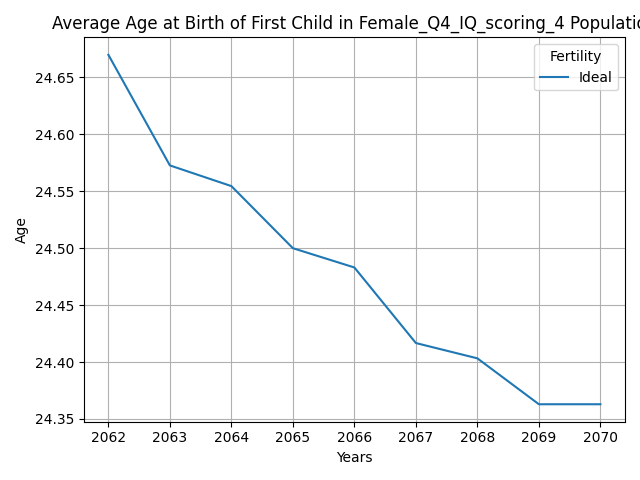 Average Age at Birth of First Child in Female_Q4_IQ_scoring_4 Populatio
Fertility
Ideal
24.65
24.60
24.55
24.50
24.45
24.40
24.35
Age
2062 2063 2064 2065 2066 2067 2068 2069 2070
Years